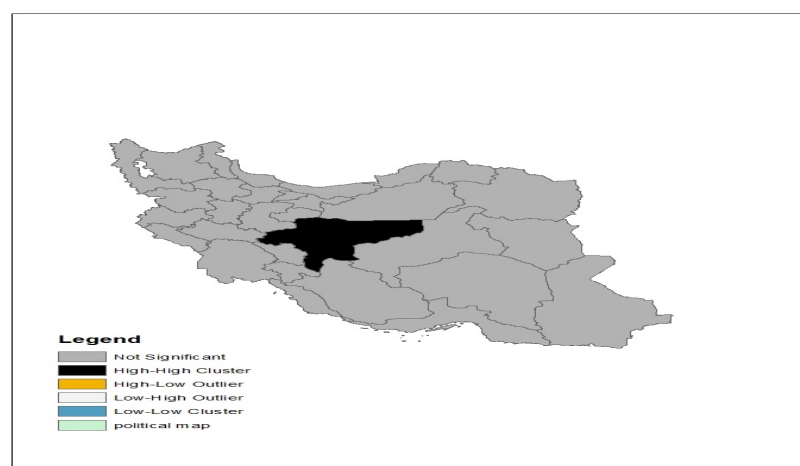 Legend
Not Significant
High-High Cluster
High-Low Outlier
Low-High Outlier
Low-Low Cluster
political map